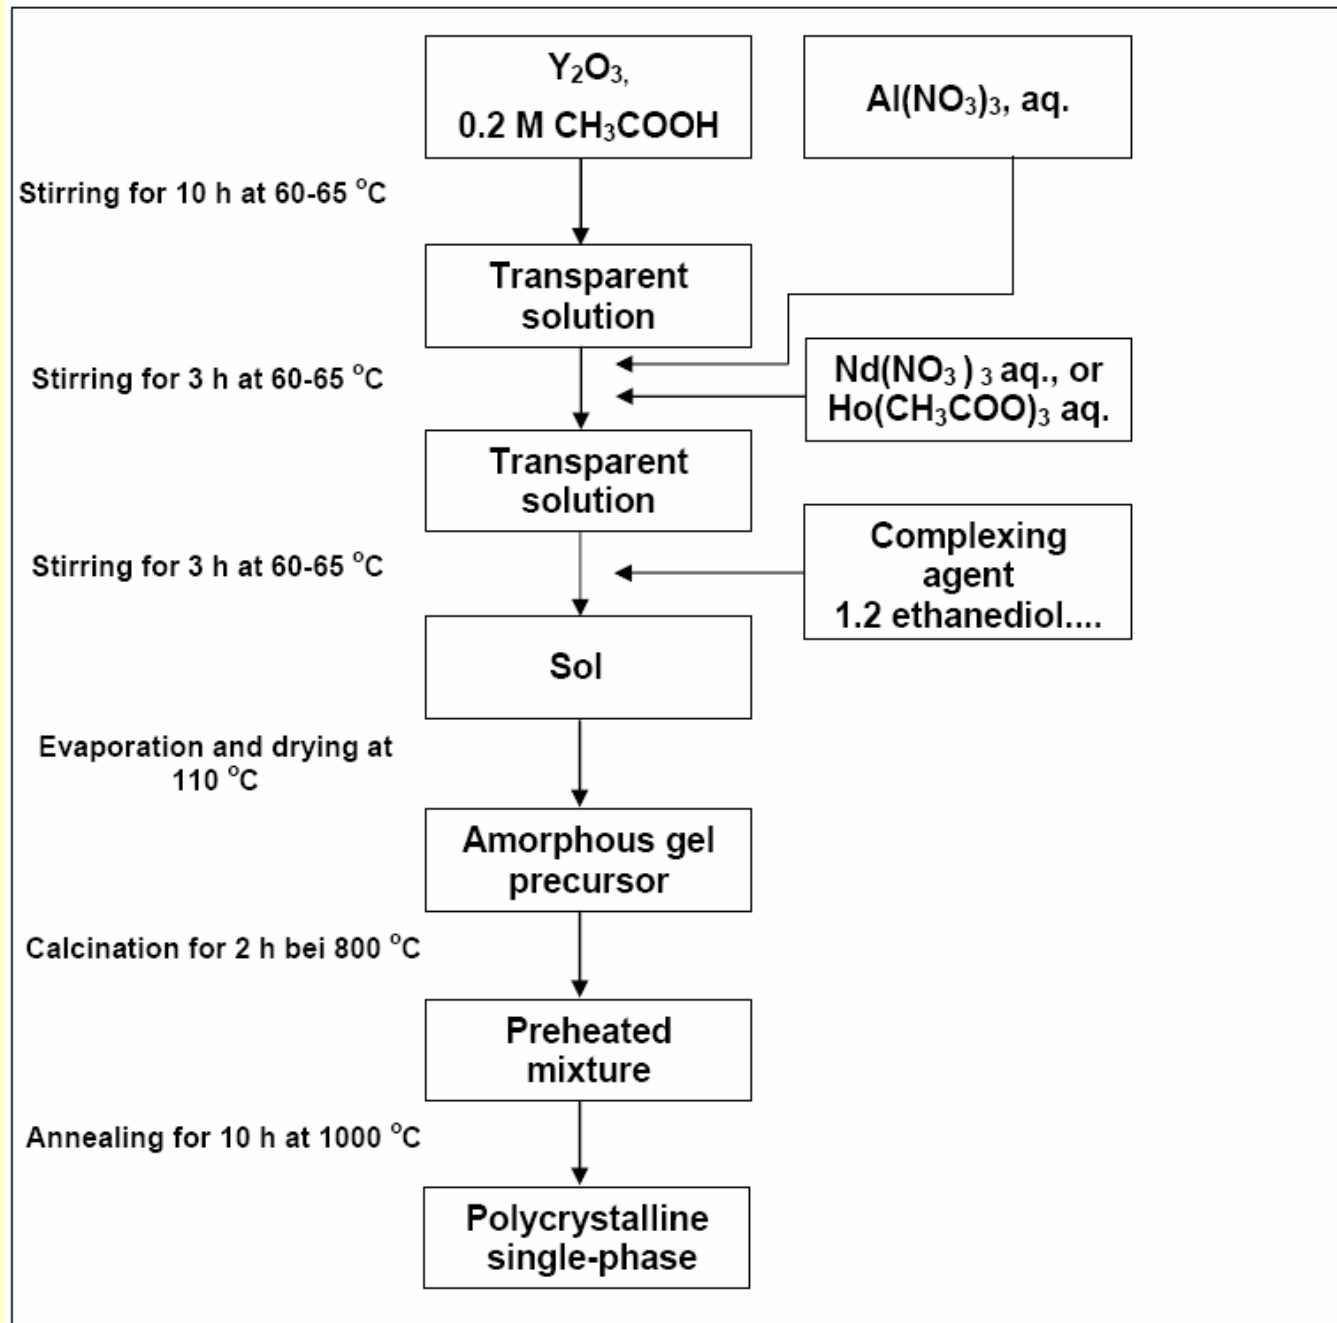 Y₂O₃,
0.2 M CH₃COOH
Al(NO₃)₃, aq.
Stirring for 10 h at 60-65 °C
Transparent
solution
Stirring for 3 h at 60-65 °C
Nd(NO₃ ) ₃ aq., or
Ho(CH₃COO)₃ aq.
Transparent
solution
Stirring for 3 h at 60-65 °C
Complexing
agent
1.2 ethanediol....
Sol
Evaporation and drying at
110 °C
Amorphous gel
precursor
Calcination for 2 h bei 800 °C
Preheated
mixture
Annealing for 10 h at 1000 °C
Polycrystalline
single-phase